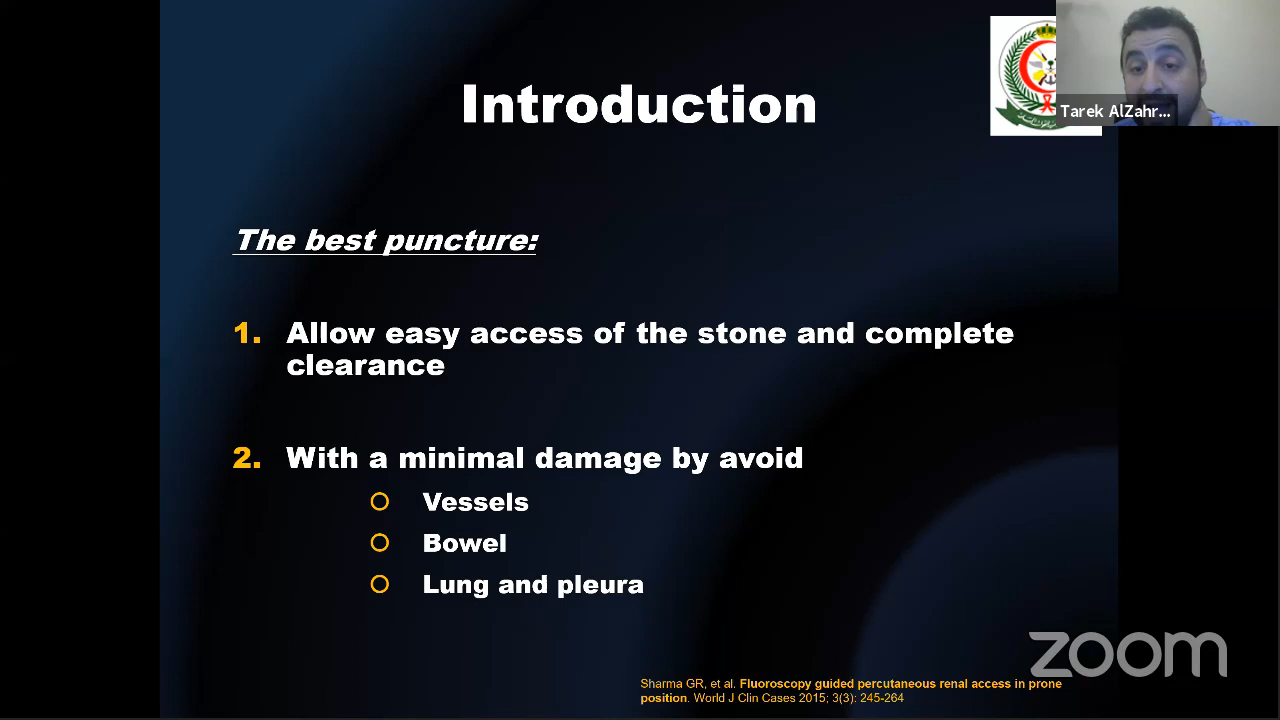 Introduction
Tarek AlZahr...
The best puncture:
1. Allow easy access of the stone and complete
clearance
2. With a minimal damage by avoid
Vessels
Bowel
Lung and pleura
zoom
Sharma GR, et al. Fluoroscopy guided percutaneous renal access in prone
position. World J Clin Cases 2015; 3(3): 245-264